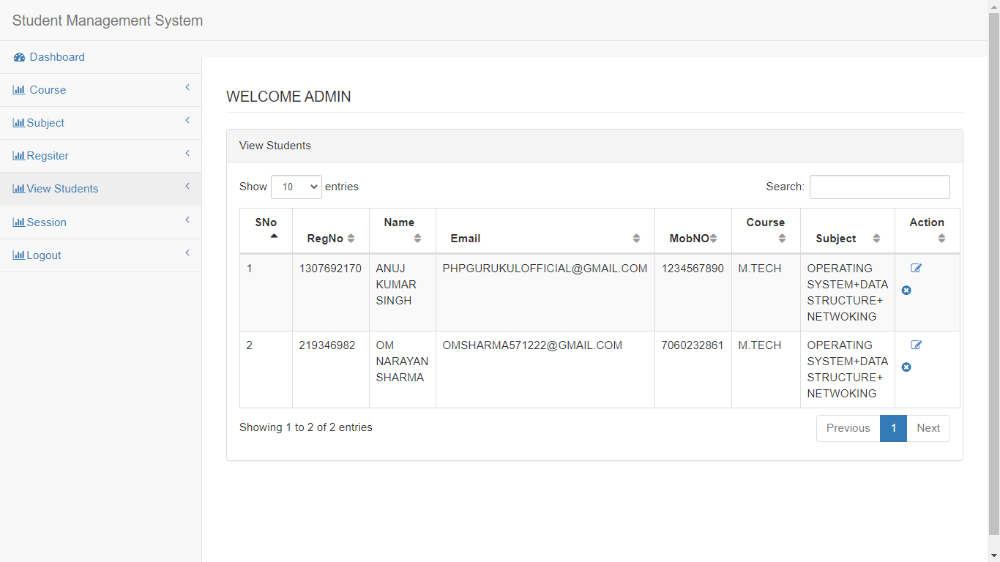 Student Management System
Dashboard
Course
Subject
Regsiter
View Students
Session
Logout
WELCOME ADMIN
View Students
Show 10 entries
Search:
SNo RegNo Name Email MobNO Course Subject Action
1 1307692170 ANUJ PHPGURUKULOFFICIAL@GMAIL.COM 1234567890 M.TECH OPERATING
KUMAR SYSTEM+DATA
SINGH STRUCTURE+
NETWOKING
2 219346982 OM OMSHARMA571222@GMAIL.COM 7060232861 M.TECH OPERATING
NARAYAN SYSTEM+DATA
SHARMA STRUCTURE+
NETWOKING
Showing 1 to 2 of 2 entries
Previous 1 Next